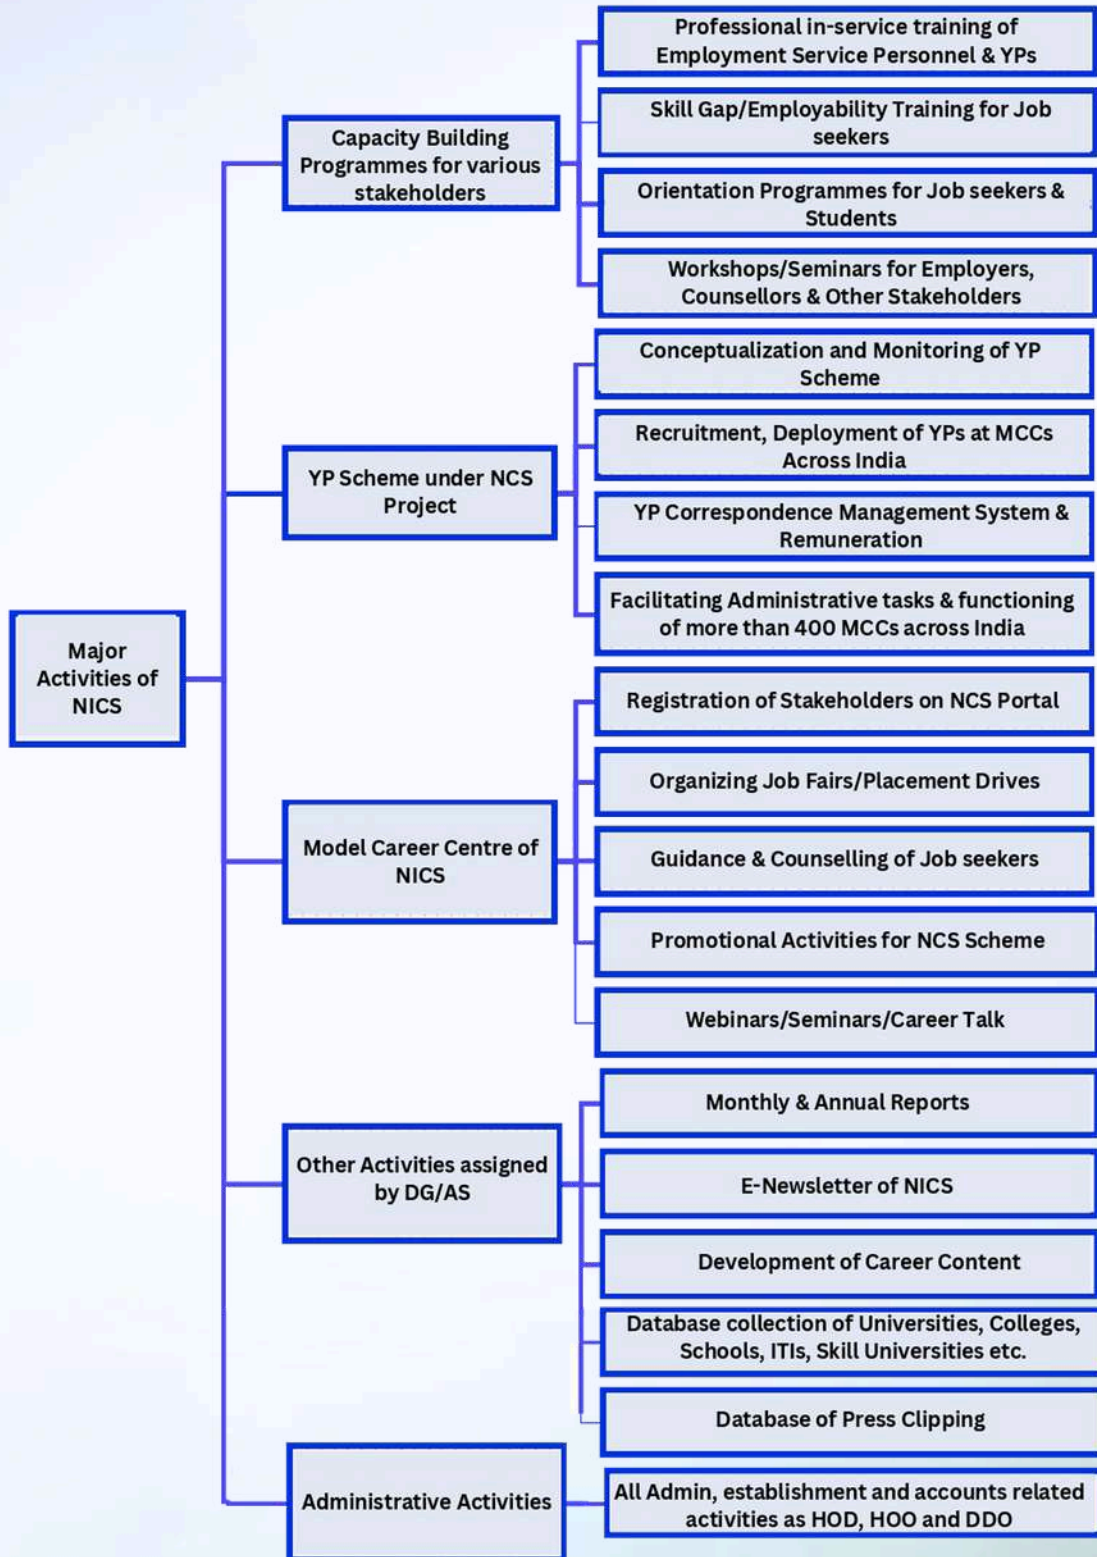 Major
Activities of
NICS
Capacity Building
Programmes for various
stakeholders
Professional in-service training of
Employment Service Personnel & YPs
Skill Gap/Employability Training for Job
seekers
Orientation Programmes for Job seekers &
Students
Workshops/Seminars for Employers,
Counsellors & Other Stakeholders
YP Scheme under NCS
Project
Conceptualization and Monitoring of YP
Scheme
Recruitment, Deployment of YPs at MCCs
Across India
YP Correspondence Management System &
Remuneration
Facilitating Administrative tasks & functioning
of more than 400 MCCs across India
Model Career Centre of
NICS
Registration of Stakeholders on NCS Portal
Organizing Job Fairs/Placement Drives
Guidance & Counselling of Job seekers
Promotional Activities for NCS Scheme
Webinars/Seminars/Career Talk
Other Activities assigned
by DG/AS
Monthly & Annual Reports
E-Newsletter of NICS
Development of Career Content
Database collection of Universities, Colleges,
Schools, ITIs, Skill Universities etc.
Database of Press Clipping
Administrative Activities
All Admin, establishment and accounts related
activities as HOD, HOO and DDO